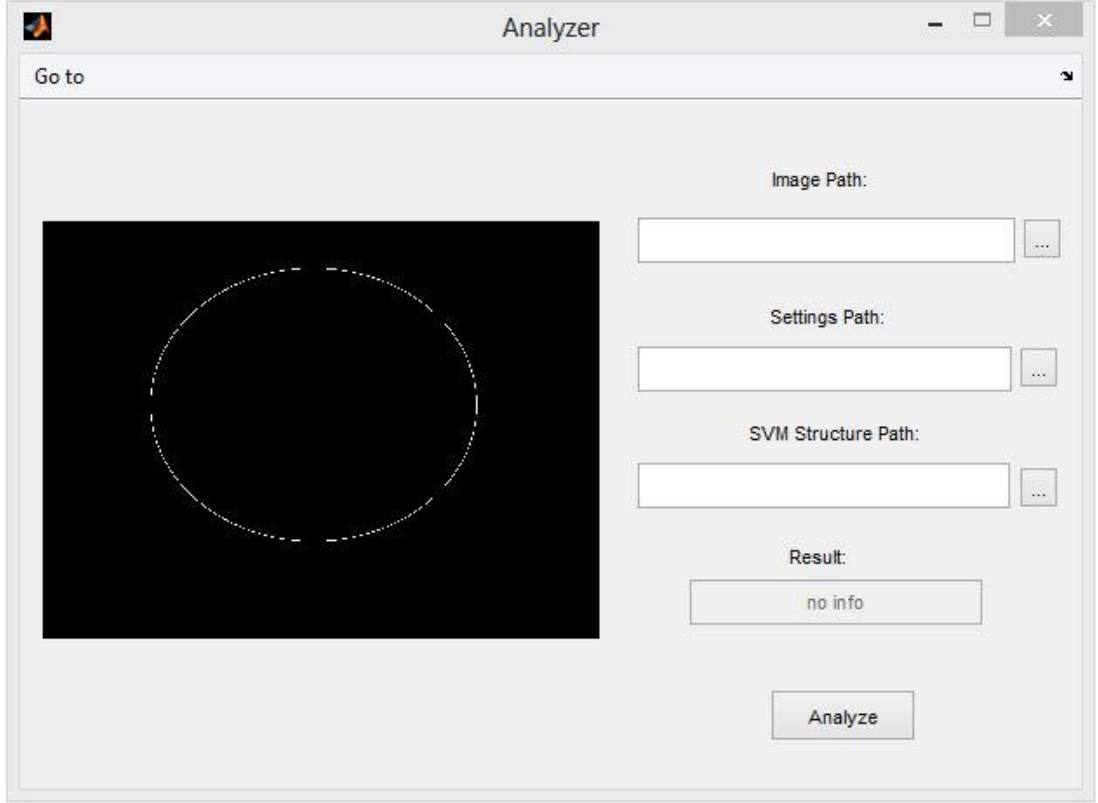 Analyzer
Go to
Image Path:
...
Settings Path:
...
SVM Structure Path:
...
Result:
no info
Analyze